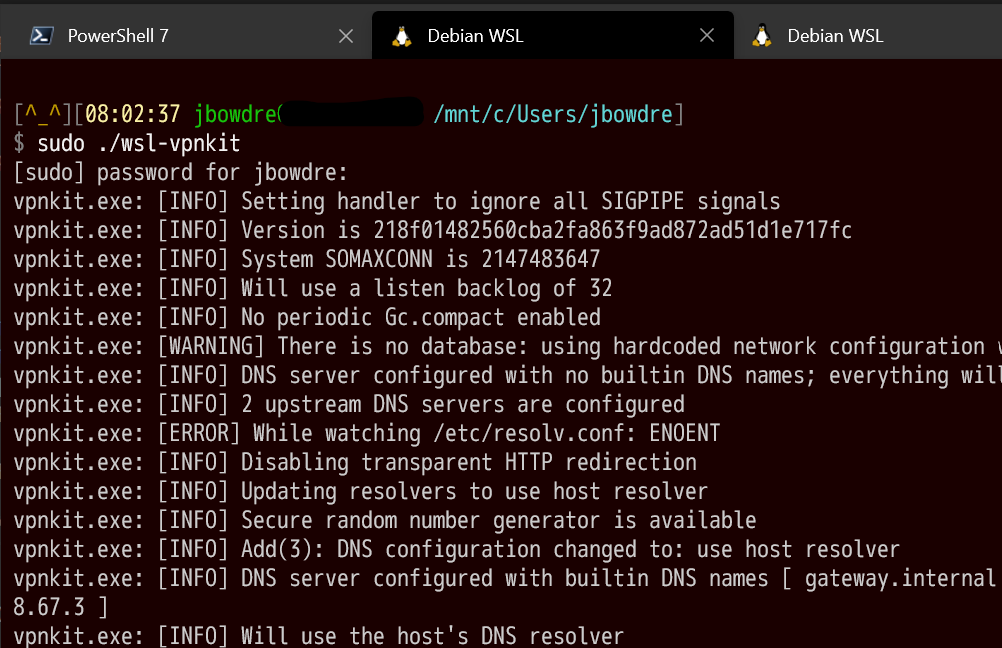 PowerShell 7
Debian WSL
Debian WSL
[^_^][08:02:37 jbowdre@ /mnt/c/Users/jbowdre]
$ sudo ./wsl-vpnkit
[sudo] password for jbowdre:
vpnkit.exe: [INFO] Setting handler to ignore all SIGPIPE signals
vpnkit.exe: [INFO] Version is 218f01482560cba2fa863f9ad872ad51d1e717fc
vpnkit.exe: [INFO] System SOMAXCONN is 2147483647
vpnkit.exe: [INFO] Will use a listen backlog of 32
vpnkit.exe: [INFO] No periodic Gc.compact enabled
vpnkit.exe: [WARNING] There is no database: using hardcoded network configuration
vpnkit.exe: [INFO] DNS server configured with no builtin DNS names; everything will
vpnkit.exe: [INFO] 2 upstream DNS servers are configured
vpnkit.exe: [ERROR] While watching /etc/resolv.conf: ENOENT
vpnkit.exe: [INFO] Disabling transparent HTTP redirection
vpnkit.exe: [INFO] Updating resolvers to use host resolver
vpnkit.exe: [INFO] Secure random number generator is available
vpnkit.exe: [INFO] Add(3): DNS configuration changed to: use host resolver
vpnkit.exe: [INFO] DNS server configured with builtin DNS names [ gateway.internal
8.67.3 ]
vpnkit.exe: [INFO] Will use the host's DNS resolver